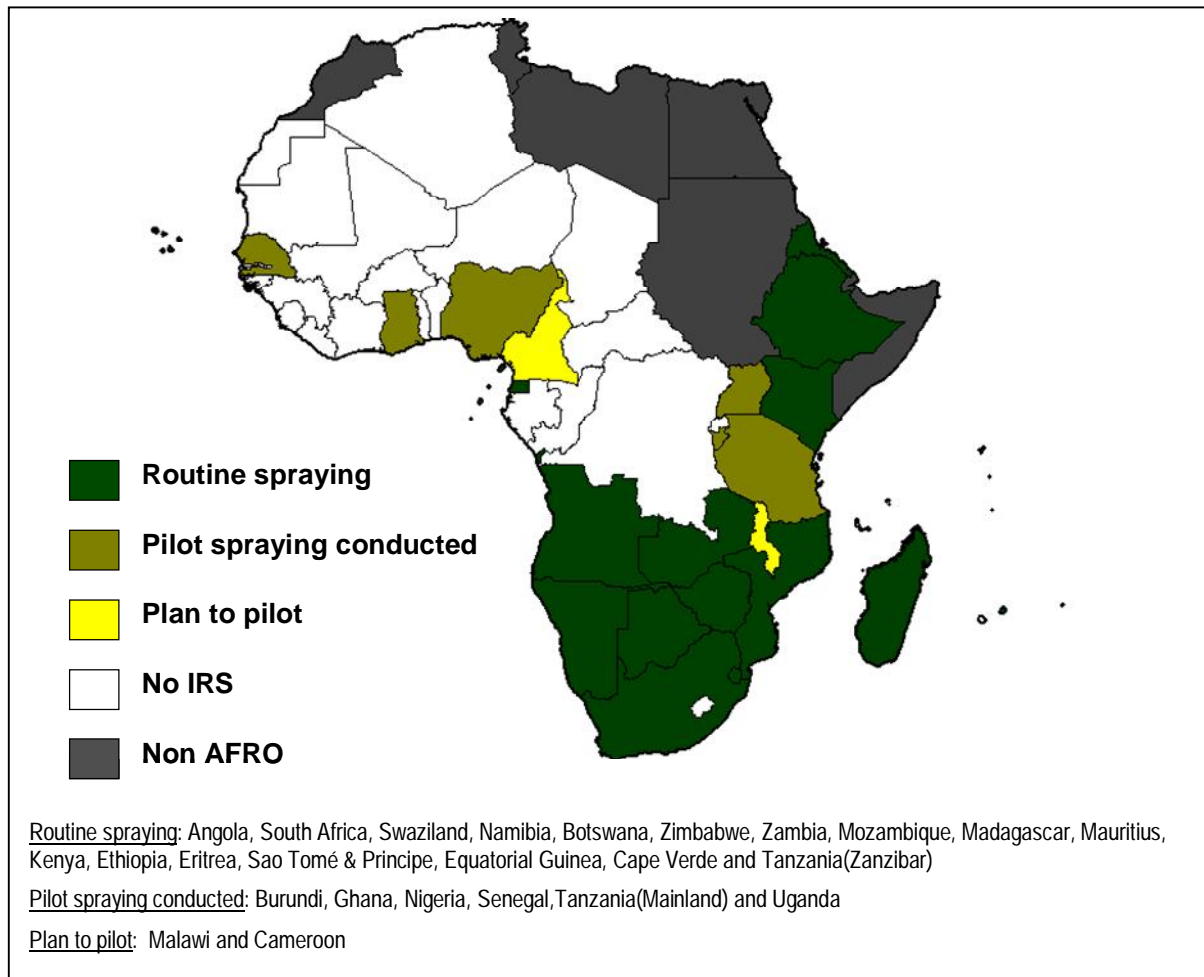 Routine spraying
Pilot spraying conducted
Plan to pilot
No IRS
Non AFRO
Routine spraying: Angola, South Africa, Swaziland, Namibia, Botswana, Zimbabwe, Zambia, Mozambique, Madagascar, Mauritius,
Kenya, Ethiopia, Eritrea, Sao Tomé & Principe, Equatorial Guinea, Cape Verde and Tanzania(Zanzibar)
Pilot spraying conducted: Burundi, Ghana, Nigeria, Senegal,Tanzania(Mainland) and Uganda
Plan to pilot: Malawi and Cameroon